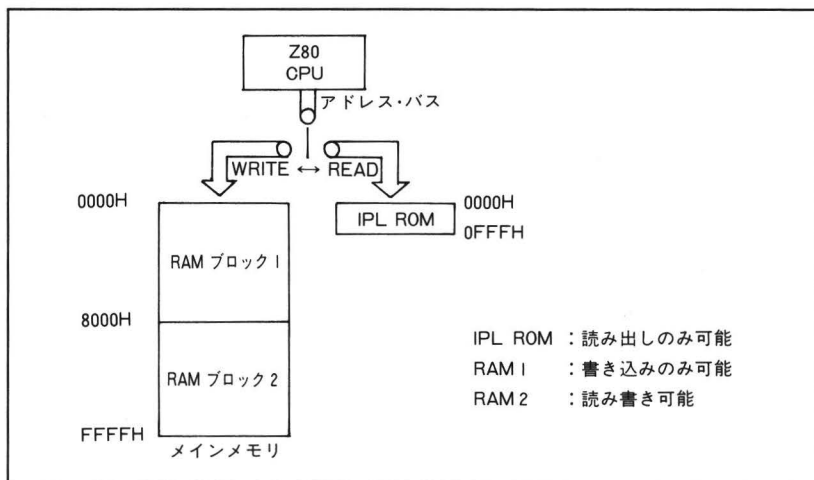 Z80
CPU
アドレス・バス
WRITE ↔ READ
0000H
IPL ROM
0000H
0FFFH
RAM ブロック1
8000H
RAM ブロック2
FFFFH
メインメモリ
IPL ROM ：読み出しのみ可能
RAM 1 ：書き込みのみ可能
RAM 2 ：読み書き可能